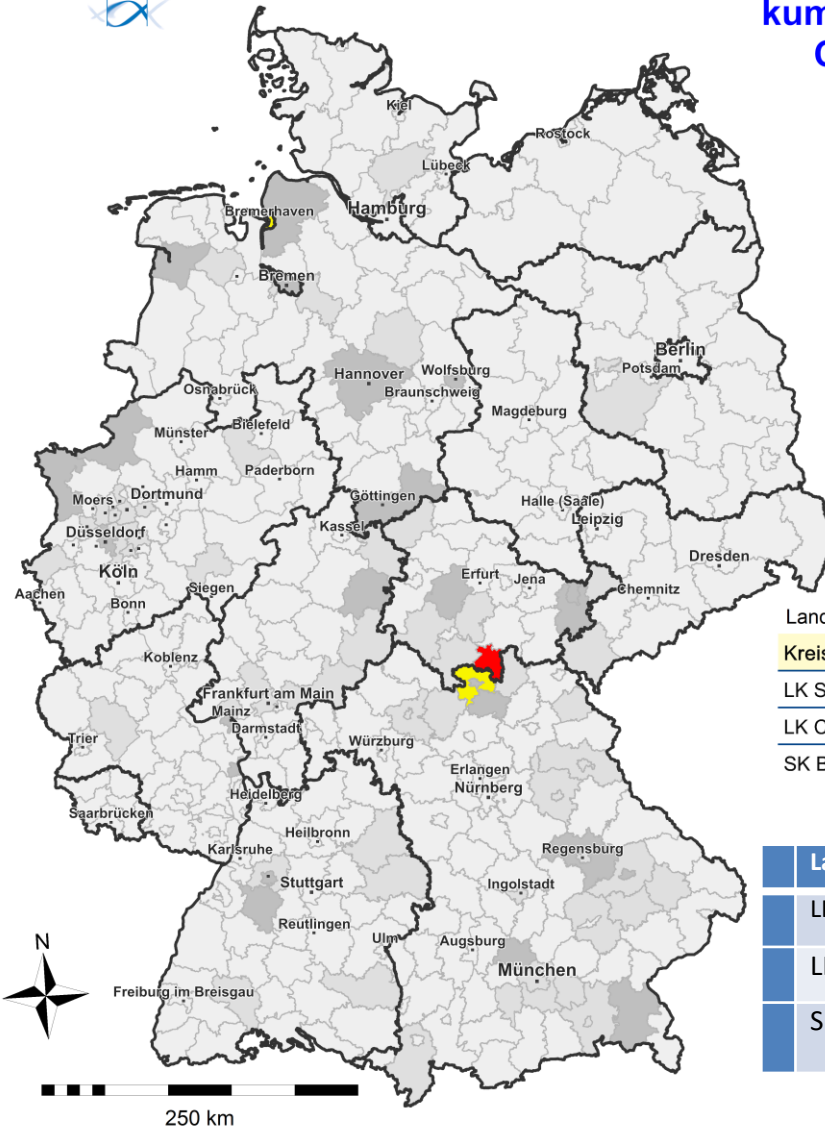 kum
Kiel
Rostock
Lübeck
Bremerhaven
Hamburg
Bremen
Berlin
Potsdam
Hannover
Wolfsburg
Braunschweig
Osnabrück
Magdeburg
Münster
Bielefeld
Hamm
Paderborn
Moers
Dortmund
Göttingen
Halle (Saale)
Leipzig
Düsseldorf
Kassel
Dresden
Köln
Erfurt
Jena
Chemnitz
Aachen
Siegen
Bonn
Land
Kreis
Koblenz
LK S
Frankfurt am Main
Mainz
LK C
Darmstadt
Trier
Würzburg
SK B
Erlangen
Nürnberg
Heidelberg
Saarbrücken
Heilbronn
Karlsruhe
Regensburg
La
Stuttgart
Ingolstadt
Reutlingen
LK
Ulm
Augsburg
N
München
L
Freiburg im Breisgau
S
250 km